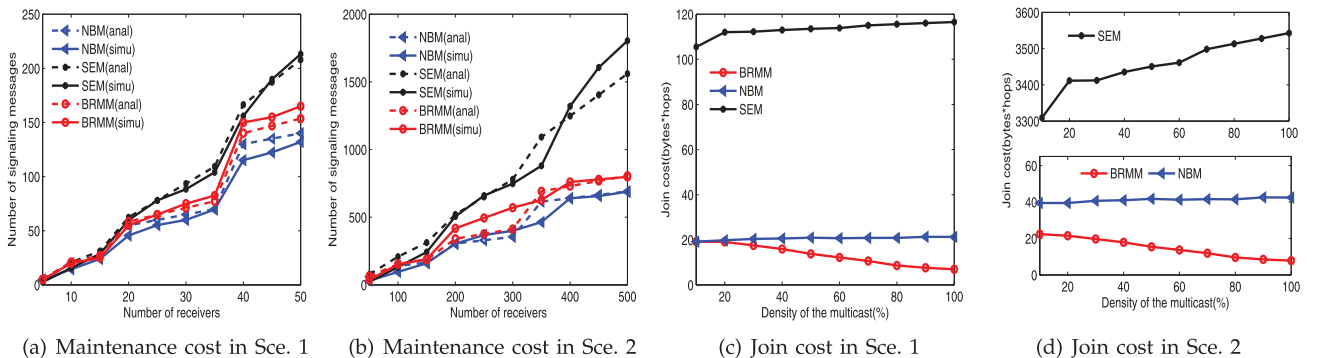 Number of signaling messages
250
200
150
100
50
0
10
20
30
40
50
Number of receivers
NBM(anal)
NBM(simu)
SEM(anal)
SEM(simu)
BRMM(anal)
BRMM(simu)
(a) Maintenance cost in Sce. 1
Number of signaling messages
2000
1500
1000
500
0
100
200
300
400
500
Number of receivers
NBM(anal)
NBM(simu)
SEM(anal)
SEM(simu)
BRMM(anal)
BRMM(simu)
(b) Maintenance cost in Sce. 2
Join cost(bytes*hops)
120
100
80
60
40
20
0
20
40
60
80
100
Density of the multicast(%)
BRMM
NBM
SEM
(c) Join cost in Sce. 1
Join cost(bytes*hops)
3600
3500
3400
3300
20
40
60
80
100
SEM
60
40
20
0
20
40
60
80
100
BRMM
NBM
Density of the multicast(%)
(d) Join cost in Sce. 2